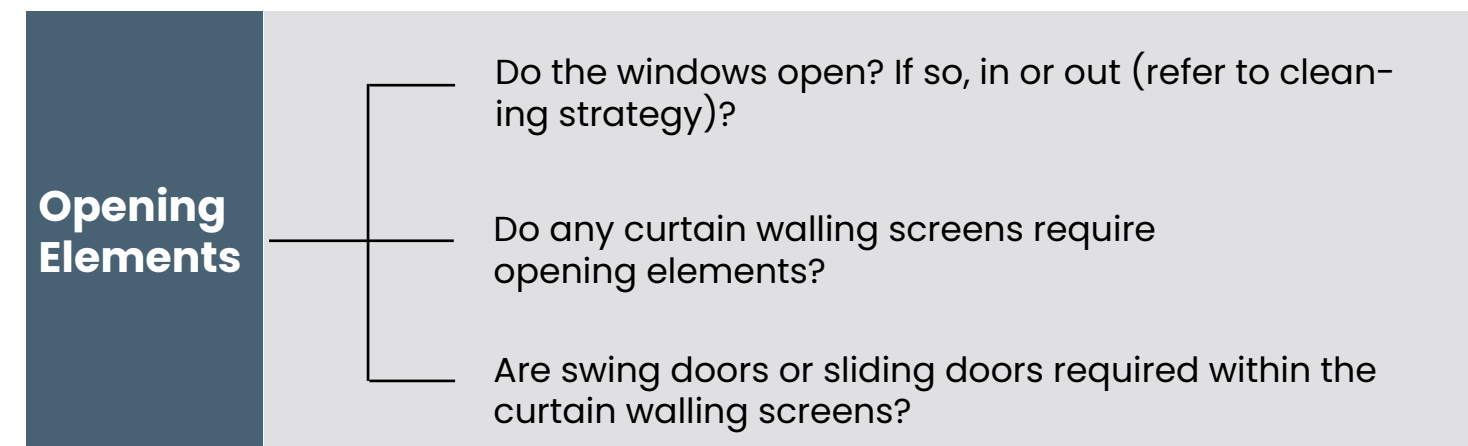 Opening
Elements
Do the windows open? If so, in or out (refer to clean-
ing strategy)?
Do any curtain walling screens require
opening elements?
Are swing doors or sliding doors required within the
curtain walling screens?